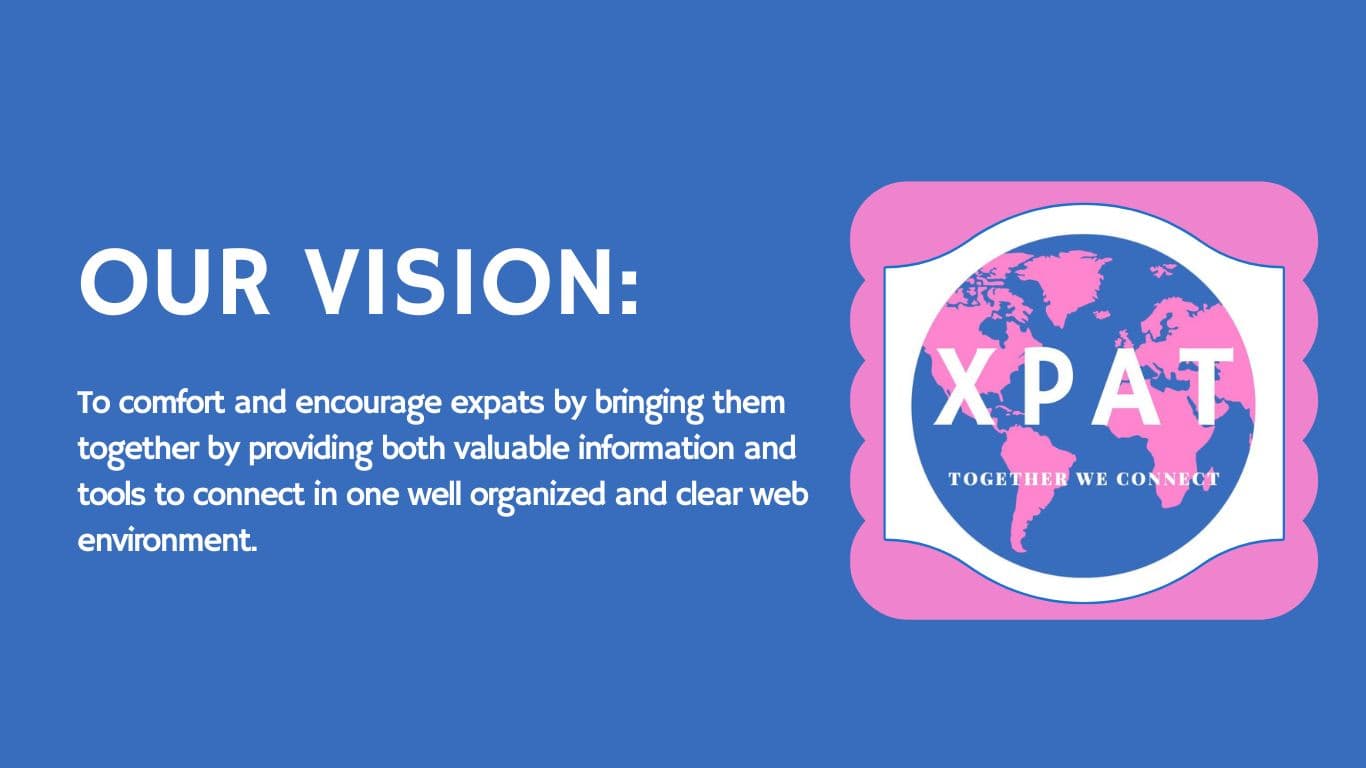 OUR VISION:
To comfort and encourage expats by bringing them
together by providing both valuable information and
tools to connect in one well organized and clear web
environment.
XPAT
TOGETHER WE CONNECT